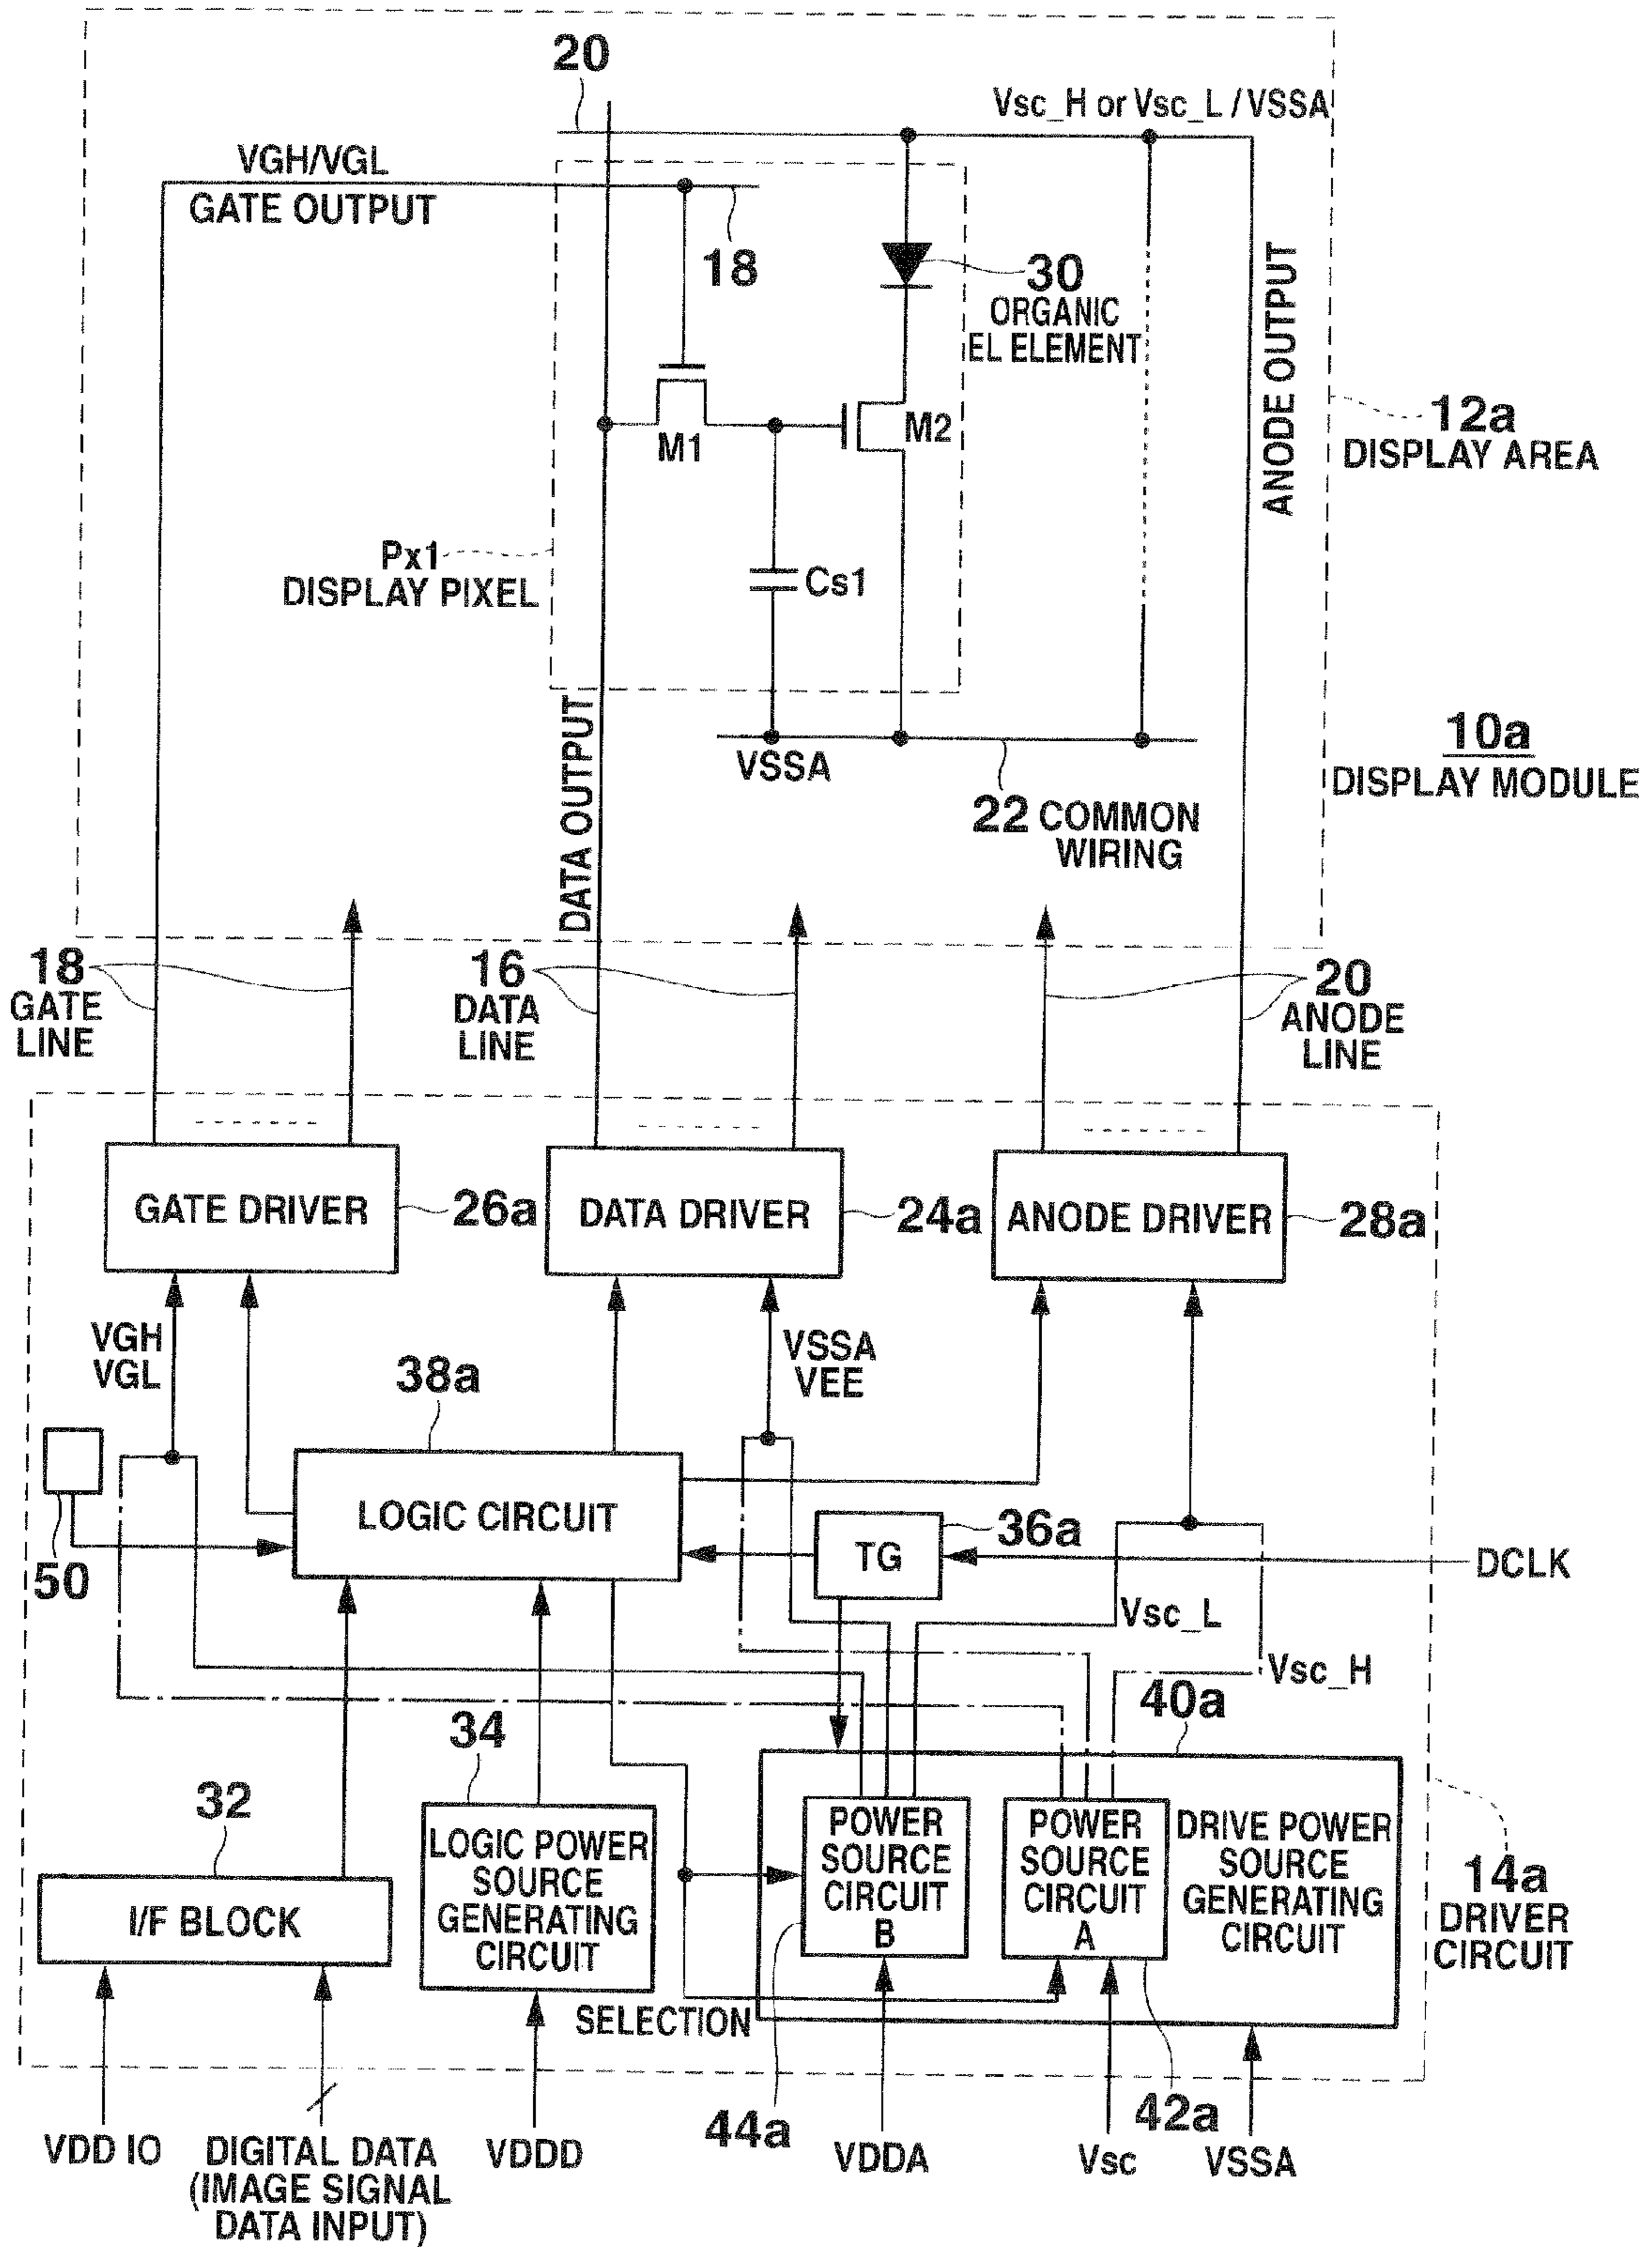 20
Vsc_H or Vsc_L / VSSA
VGH/VGL
GATE OUTPUT
18
30
ORGANIC
EL ELEMENT
ANODE OUTPUT
12a
DISPLAY AREA
M1
M2
Px1
DISPLAY PIXEL
Cs1
DATA OUTPUT
VSSA
10a
DISPLAY MODULE
22 COMMON
WIRING
18
GATE
LINE
16
DATA
LINE
20
ANODE
LINE
GATE DRIVER
26a
DATA DRIVER
24a
ANODE DRIVER
28a
VGH
VGL
38a
VSSA
VEE
50
LOGIC CIRCUIT
TG
36a
DCLK
Vsc_L
Vsc_H
40a
34
32
LOGIC POWER
SOURCE
GENERATING
CIRCUIT
POWER
SOURCE
CIRCUIT
B
POWER
SOURCE
CIRCUIT
A
DRIVE POWER
SOURCE
GENERATING
CIRCUIT
14a
DRIVER
CIRCUIT
I/F BLOCK
SELECTION
44a
42a
VDD IO
DIGITAL DATA
(IMAGE SIGNAL
DATA INPUT)
VDDD
VDDA
Vsc
VSSA